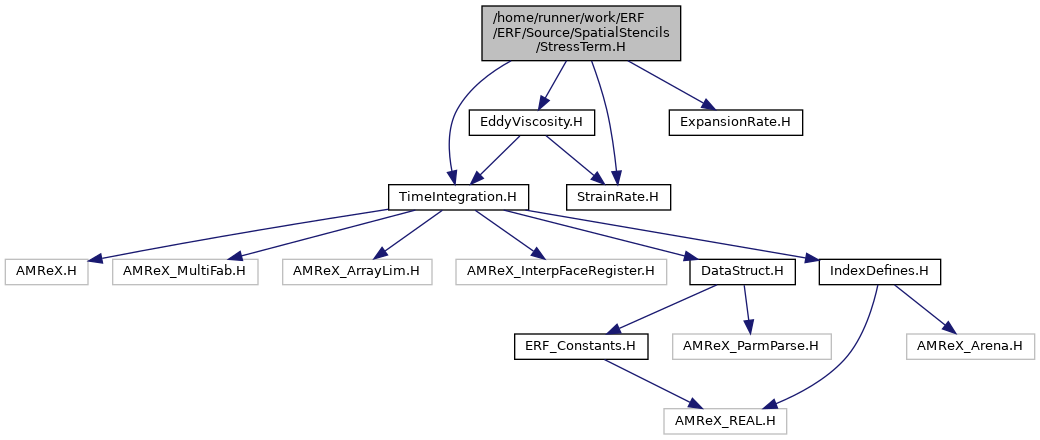 /home/runner/work/ERF
/ERF/Source/SpatialStencils
/StressTerm.H
EddyViscosity.H
ExpansionRate.H
TimeIntegration.H
StrainRate.H
AMReX.H
AMReX_MultiFab.H
AMReX_ArrayLim.H
AMReX_InterpFaceRegister.H
DataStruct.H
IndexDefines.H
ERF_Constants.H
AMReX_ParmParse.H
AMReX_Arena.H
AMReX_REAL.H